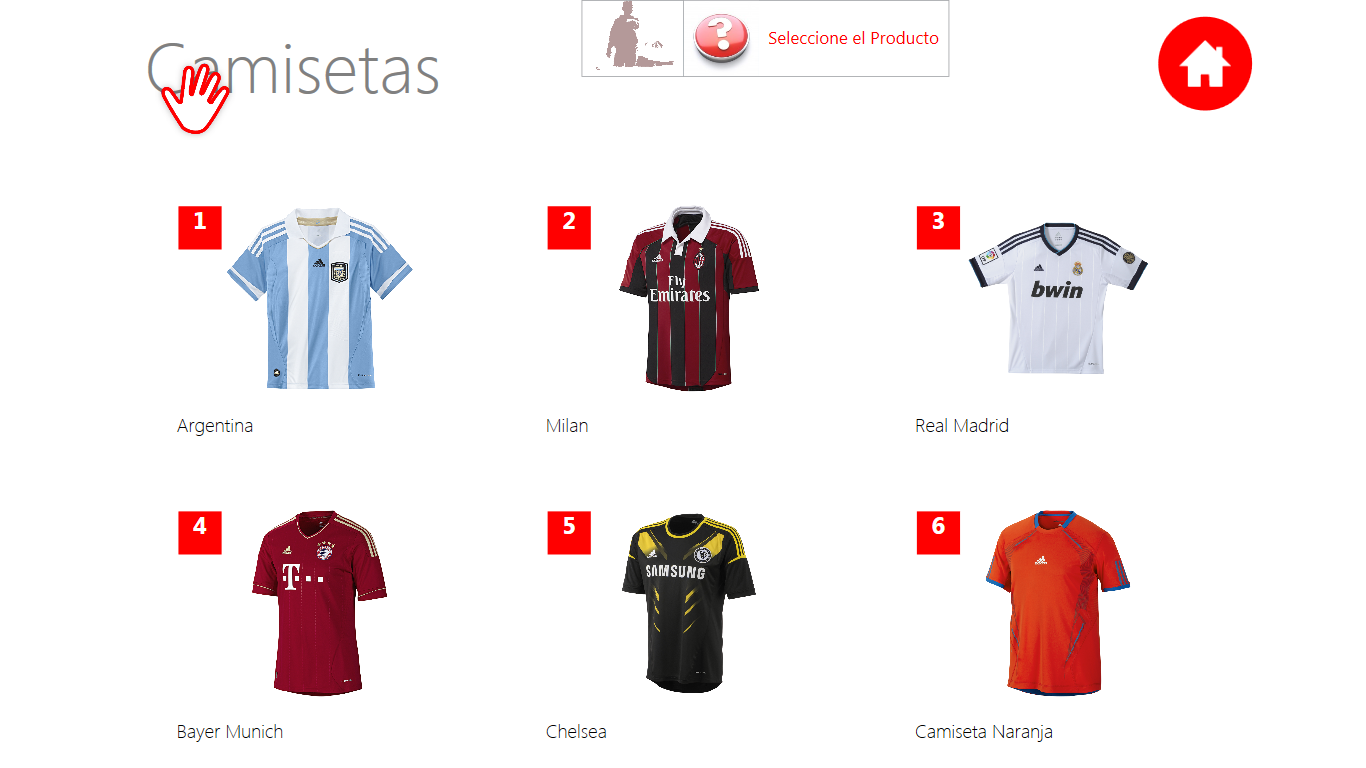 Camisetas
Seleccione el Producto
1
2
3
Fly
Emirates
bwin
Argentina
Milan
Real Madrid
4
5
6
T
SAMSUNG
Bayer Munich
Chelsea
Camiseta Naranja